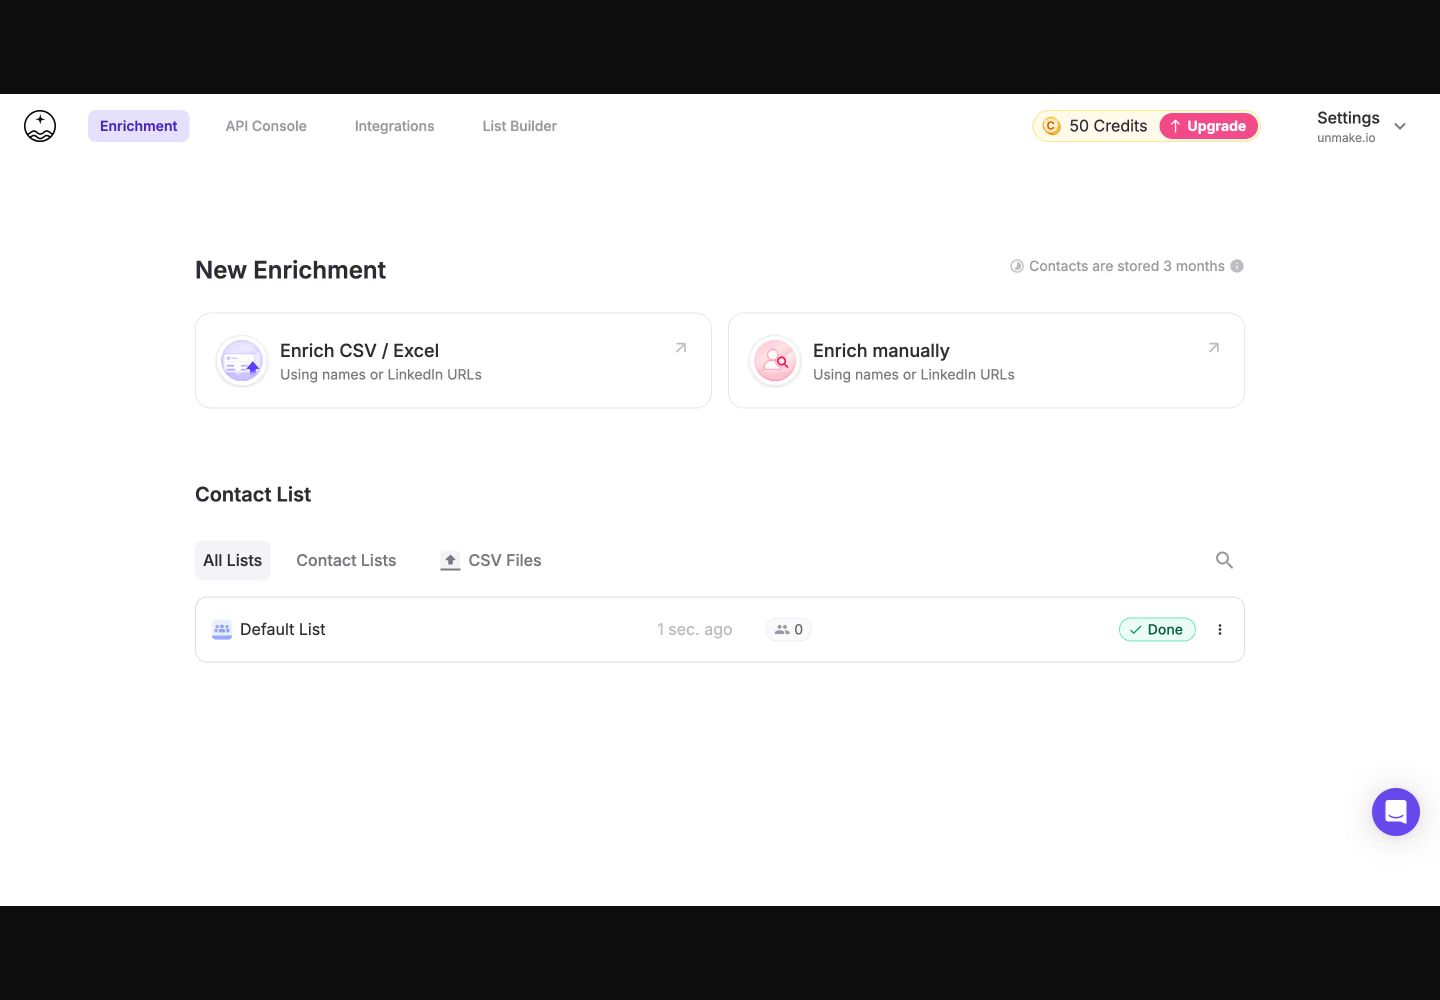 Enrichment
API Console
Integrations
List Builder
C
50 Credits
Upgrade
Settings
unmake.io
New Enrichment
Contacts are stored 3 months
Enrich CSV / Excel
Using names or LinkedIn URLs
Enrich manually
Using names or LinkedIn URLs
Contact List
All Lists
Contact Lists
CSV Files
Default List
1 sec. ago
0
Done